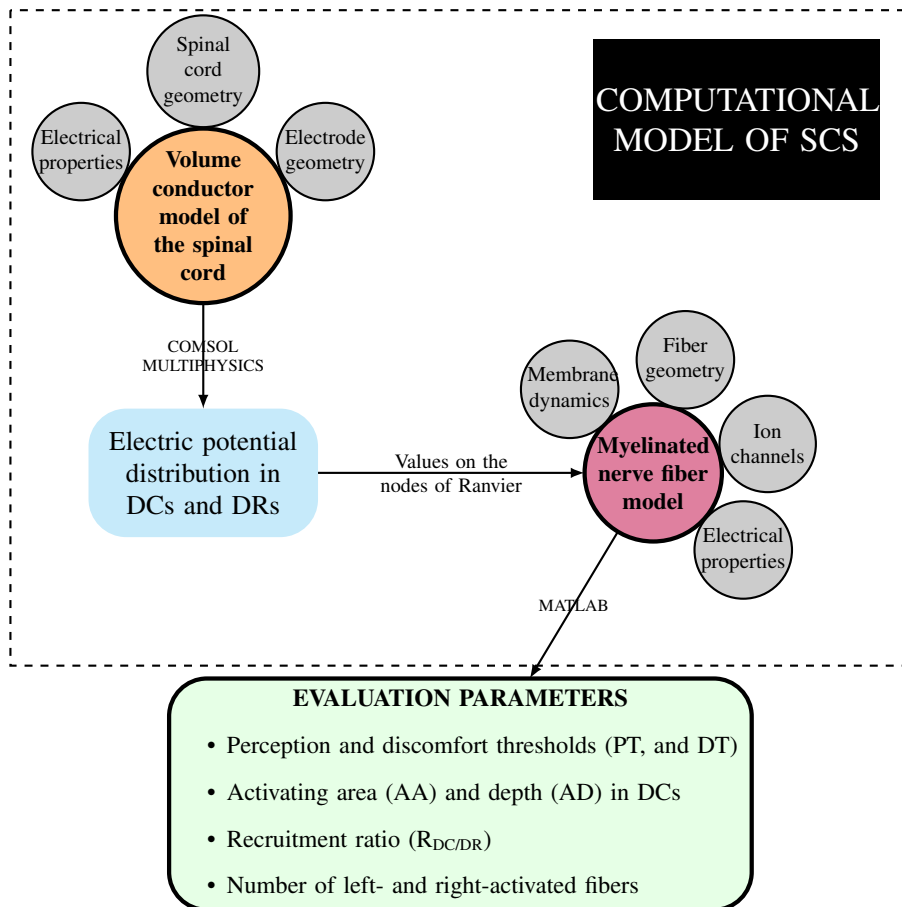 Spinal
cord
geometry
Electrical
properties
Electrode
geometry
Volume
conductor
model of
the spinal
cord
COMPUTATIONAL
MODEL OF SCS
COMSOL
MULTIPHYSICS
Electric potential
distribution in
DCs and DRs
Values on the
nodes of Ranvier
Membrane
dynamics
Fiber
geometry
Ion
channels
Electrical
properties
Myelinated
nerve fiber
model
MATLAB
EVALUATION PARAMETERS
• Perception and discomfort thresholds (PT, and DT)
• Activating area (AA) and depth (AD) in DCs
• Recruitment ratio (R_DC/DR)
• Number of left- and right-activated fibers